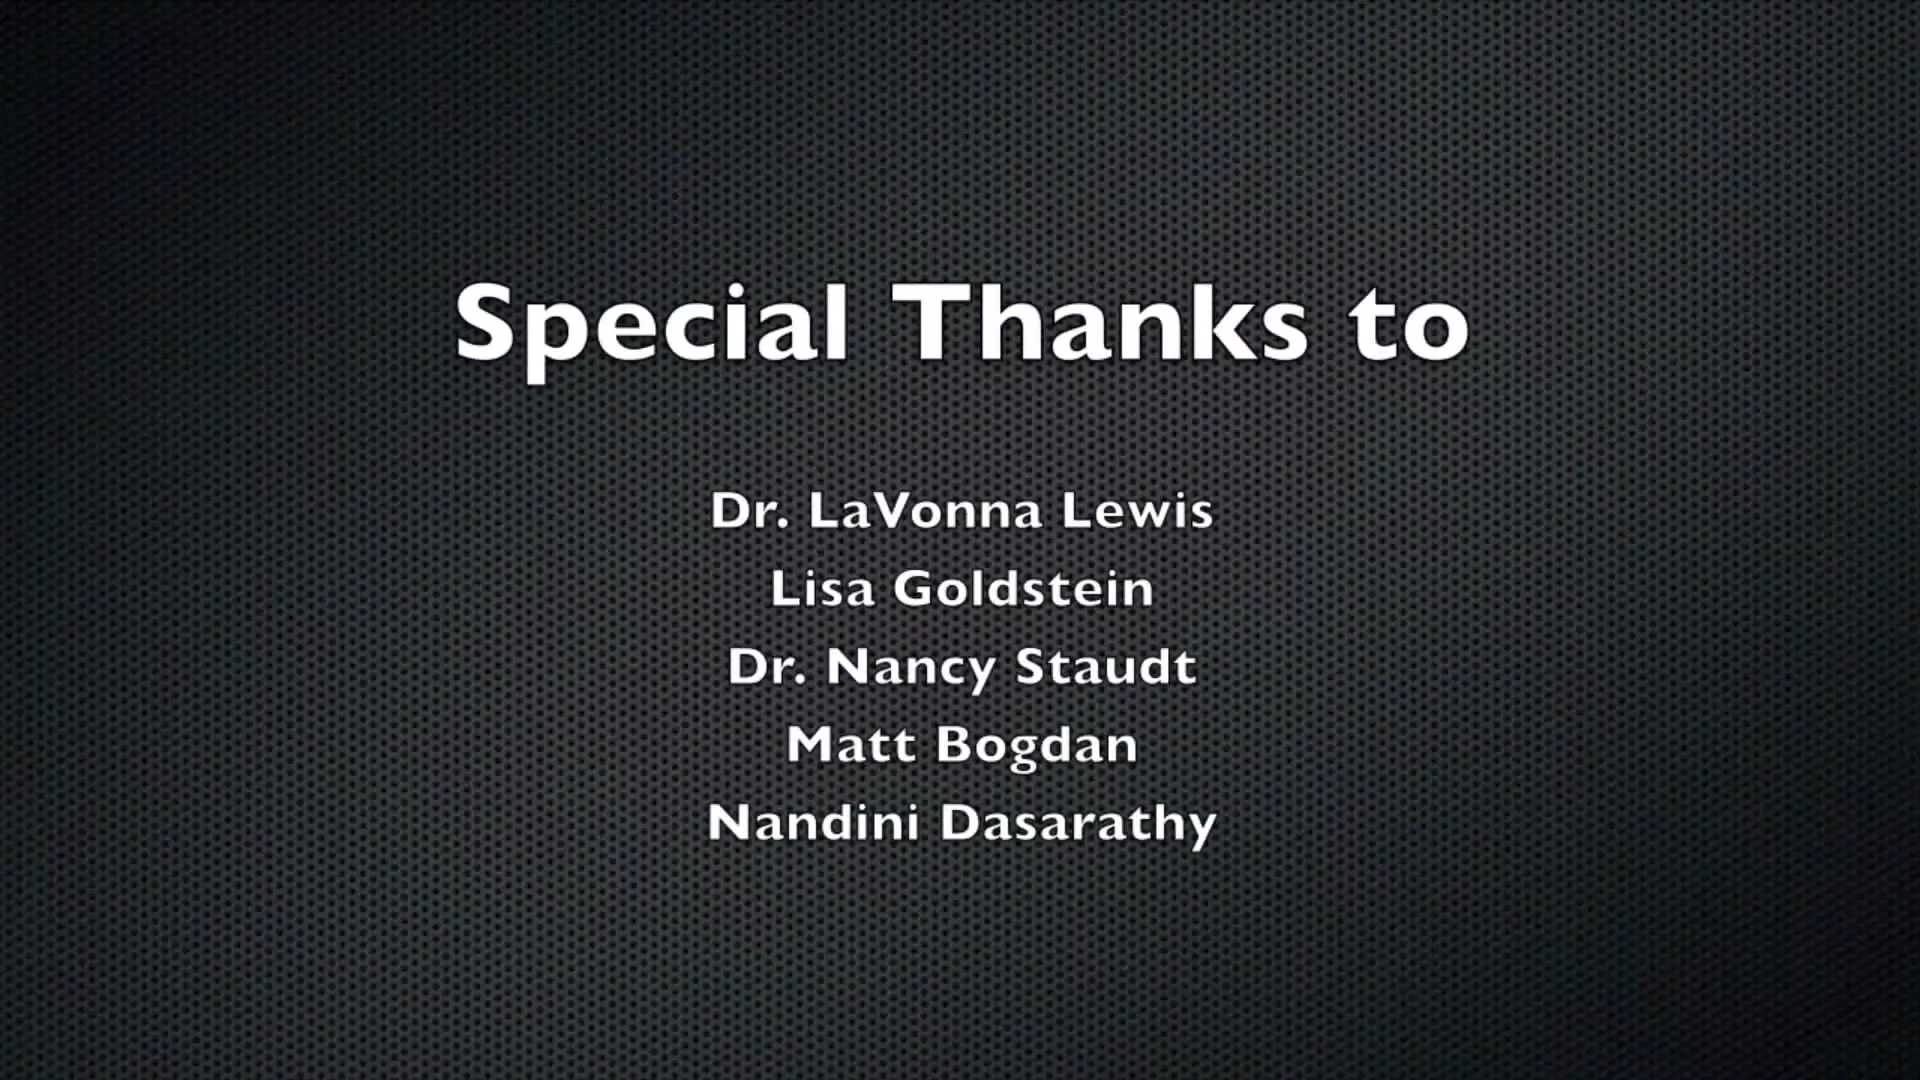 Special Thanks to
Dr. LaVonna Lewis
Lisa Goldstein
Dr. Nancy Staudt
Matt Bogdan
Nandini Dasarathy